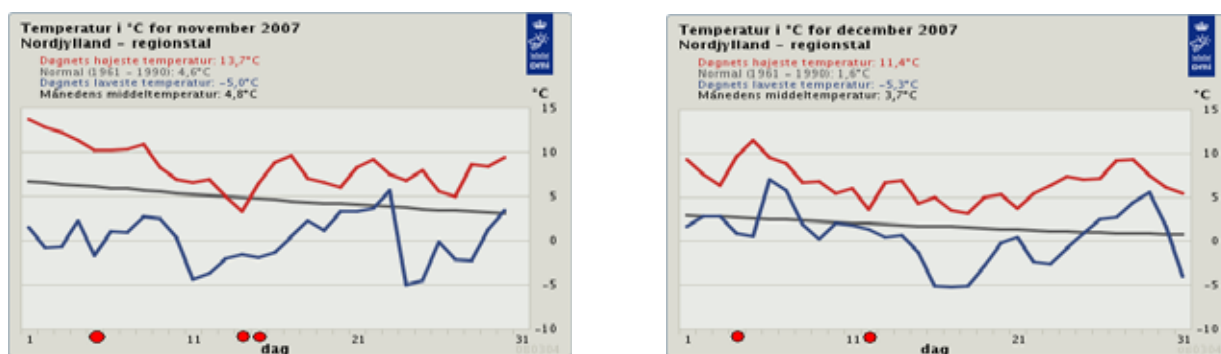 Temperatur i °C for november 2007
Nordjylland – regionstal
Døgnets højeste temperatur: 13,7°C
Normal (1961 – 1990): 4,6°C
Døgnets laveste temperatur: –5,0°C
Månedens middeltemperatur: 4,8°C
dmi
°C
15
10
5
0
–5
–10
1
11
21
31
dag
Temperatur i °C for december 2007
Nordjylland – regionstal
Døgnets højeste temperatur: 11,4°C
Normal (1961 – 1990): 1,6°C
Døgnets laveste temperatur: –5,3°C
Månedens middeltemperatur: 3,7°C
dmi
°C
15
10
5
0
–5
–10
1
11
21
31
dag